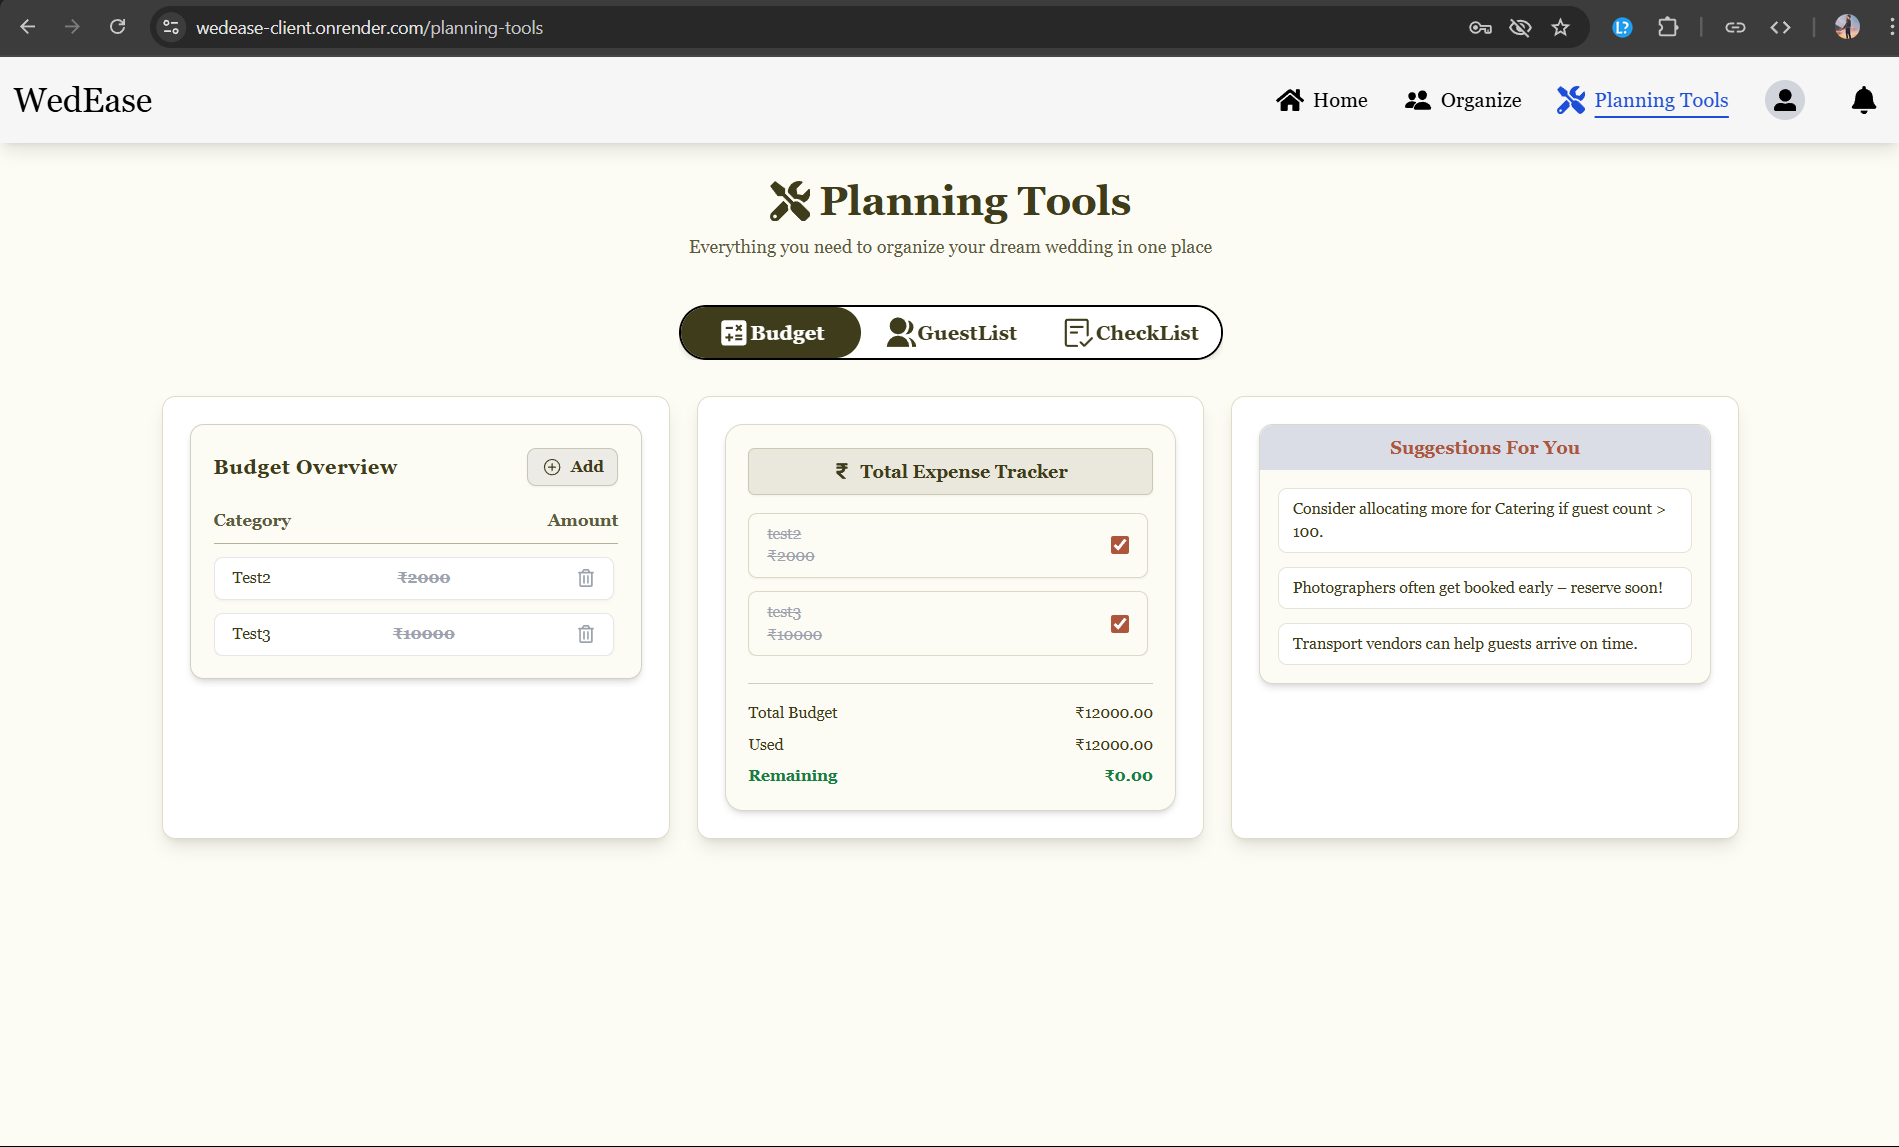 wedease-client.onrender.com/planning-tools
WedEase
Home
Organize
Planning Tools
Planning Tools
Everything you need to organize your dream wedding in one place
Budget
GuestList
CheckList
Budget Overview
Add
Category Amount
Test2 ₹2000
Test3 ₹10000
₹ Total Expense Tracker
test2
₹2000
test3
₹10000
Total Budget ₹12000.00
Used ₹12000.00
Remaining ₹0.00
Suggestions For You
Consider allocating more for Catering if guest count >
100.
Photographers often get booked early – reserve soon!
Transport vendors can help guests arrive on time.